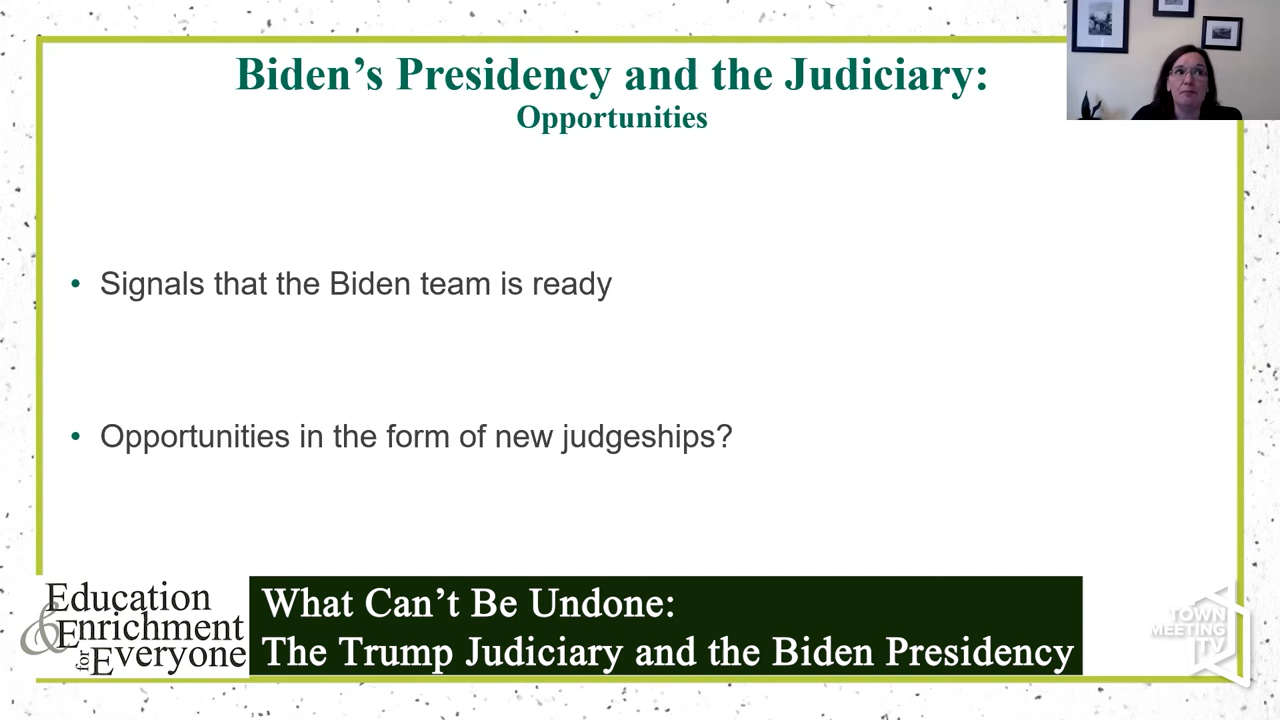 Biden’s Presidency and the Judiciary:
Opportunities
• Signals that the Biden team is ready
• Opportunities in the form of new judgeships?
Education
& Enrichment
for Everyone
What Can’t Be Undone:
The Trump Judiciary and the Biden Presidency
TOWN
MEETING
TV